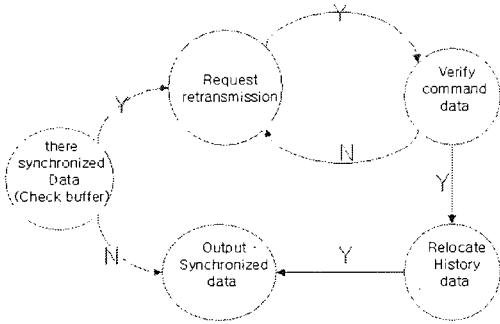 Y
Request
retransmission
Verify
command
data
Y
N
there
synchronized
Data
(Check buffer)
Y
N
Output
Synchronized
data
Y
Relocate
History
data